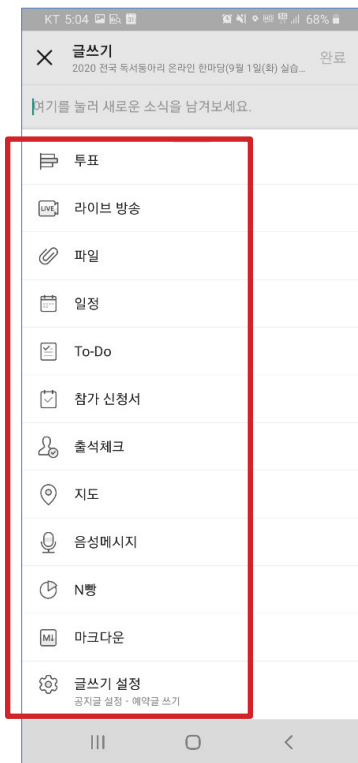 KT 5:04 68%
글쓰기
2020 전국 독서동아리 온라인 한마당(9월 1일(화) 실습...
완료
여기를 눌러 새로운 소식을 남겨보세요.
투표
LIVE 라이브 방송
파일
일정
To-Do
참가 신청서
출석체크
지도
음성메시지
N빵
M↓ 마크다운
글쓰기 설정
공지글 설정 · 예약글 쓰기